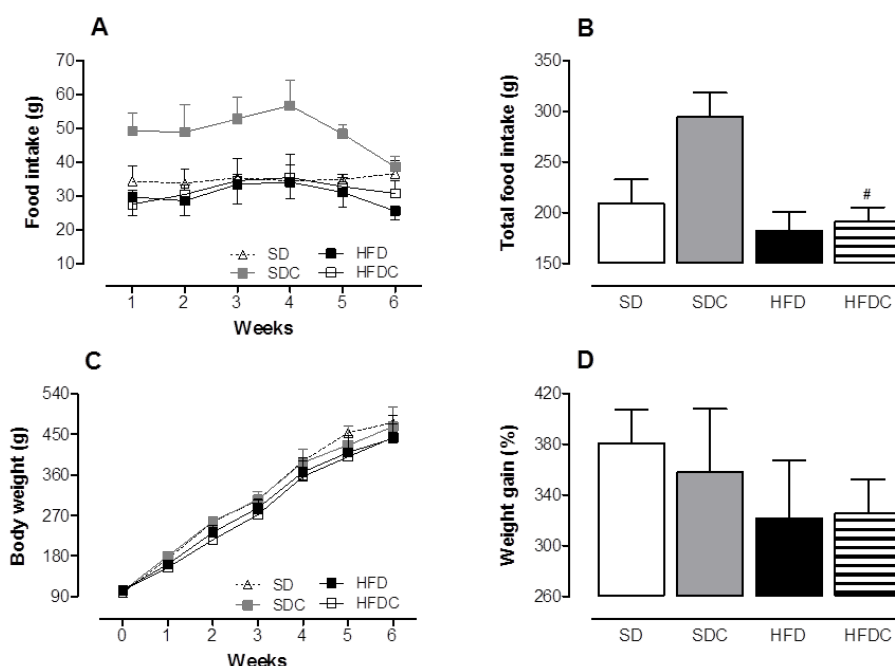 A
Food intake (g)
70
60
50
40
30
20
10
SD
SDC
HFD
HFDC
1 2 3 4 5 6
Weeks
B
Total food intake (g)
350
300
250
200
150
#
SD SDC HFD HFDC
C
Body weight (g)
540
450
360
270
180
90
SD
SDC
HFD
HFDC
0 1 2 3 4 5 6
Weeks
D
Weight gain (%)
420
380
340
300
260
SD SDC HFD HFDC